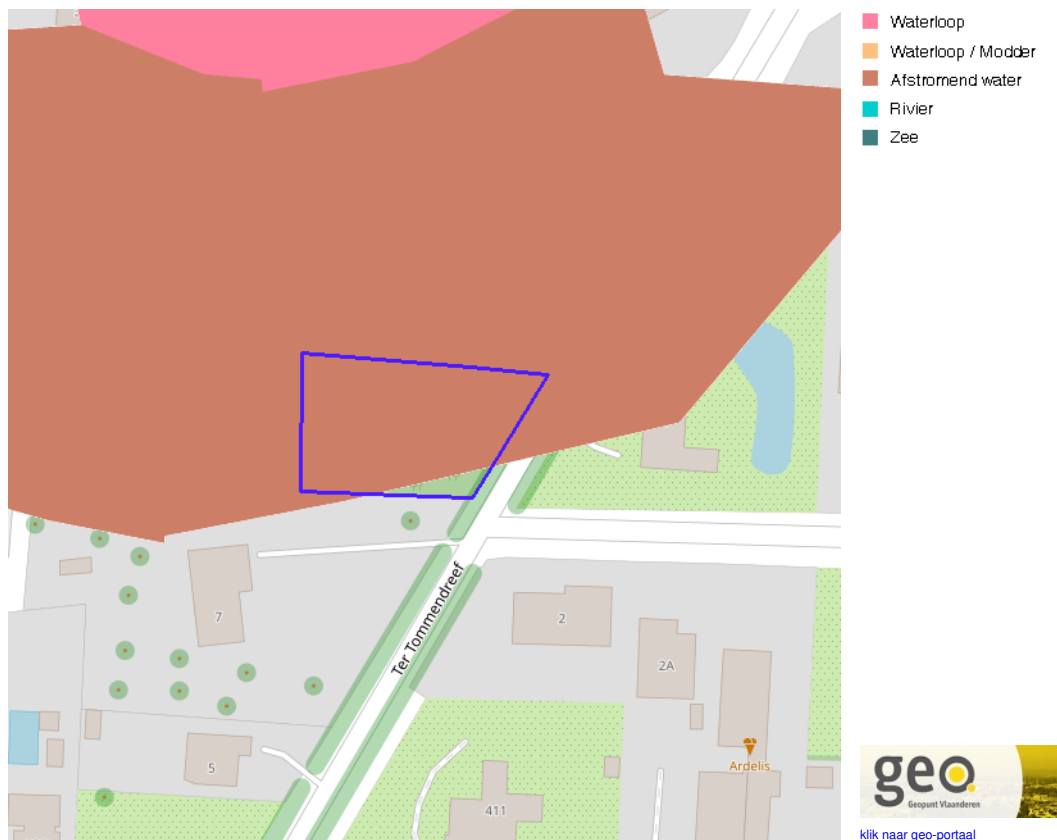 Waterloop
Waterloop / Modder
Afstromend water
Rivier
Zee
7
Ter Tommendreef
2
2A
5
Ardelis
411
geo.
Geopunt Vlaanderen
klik naar geo-portaal